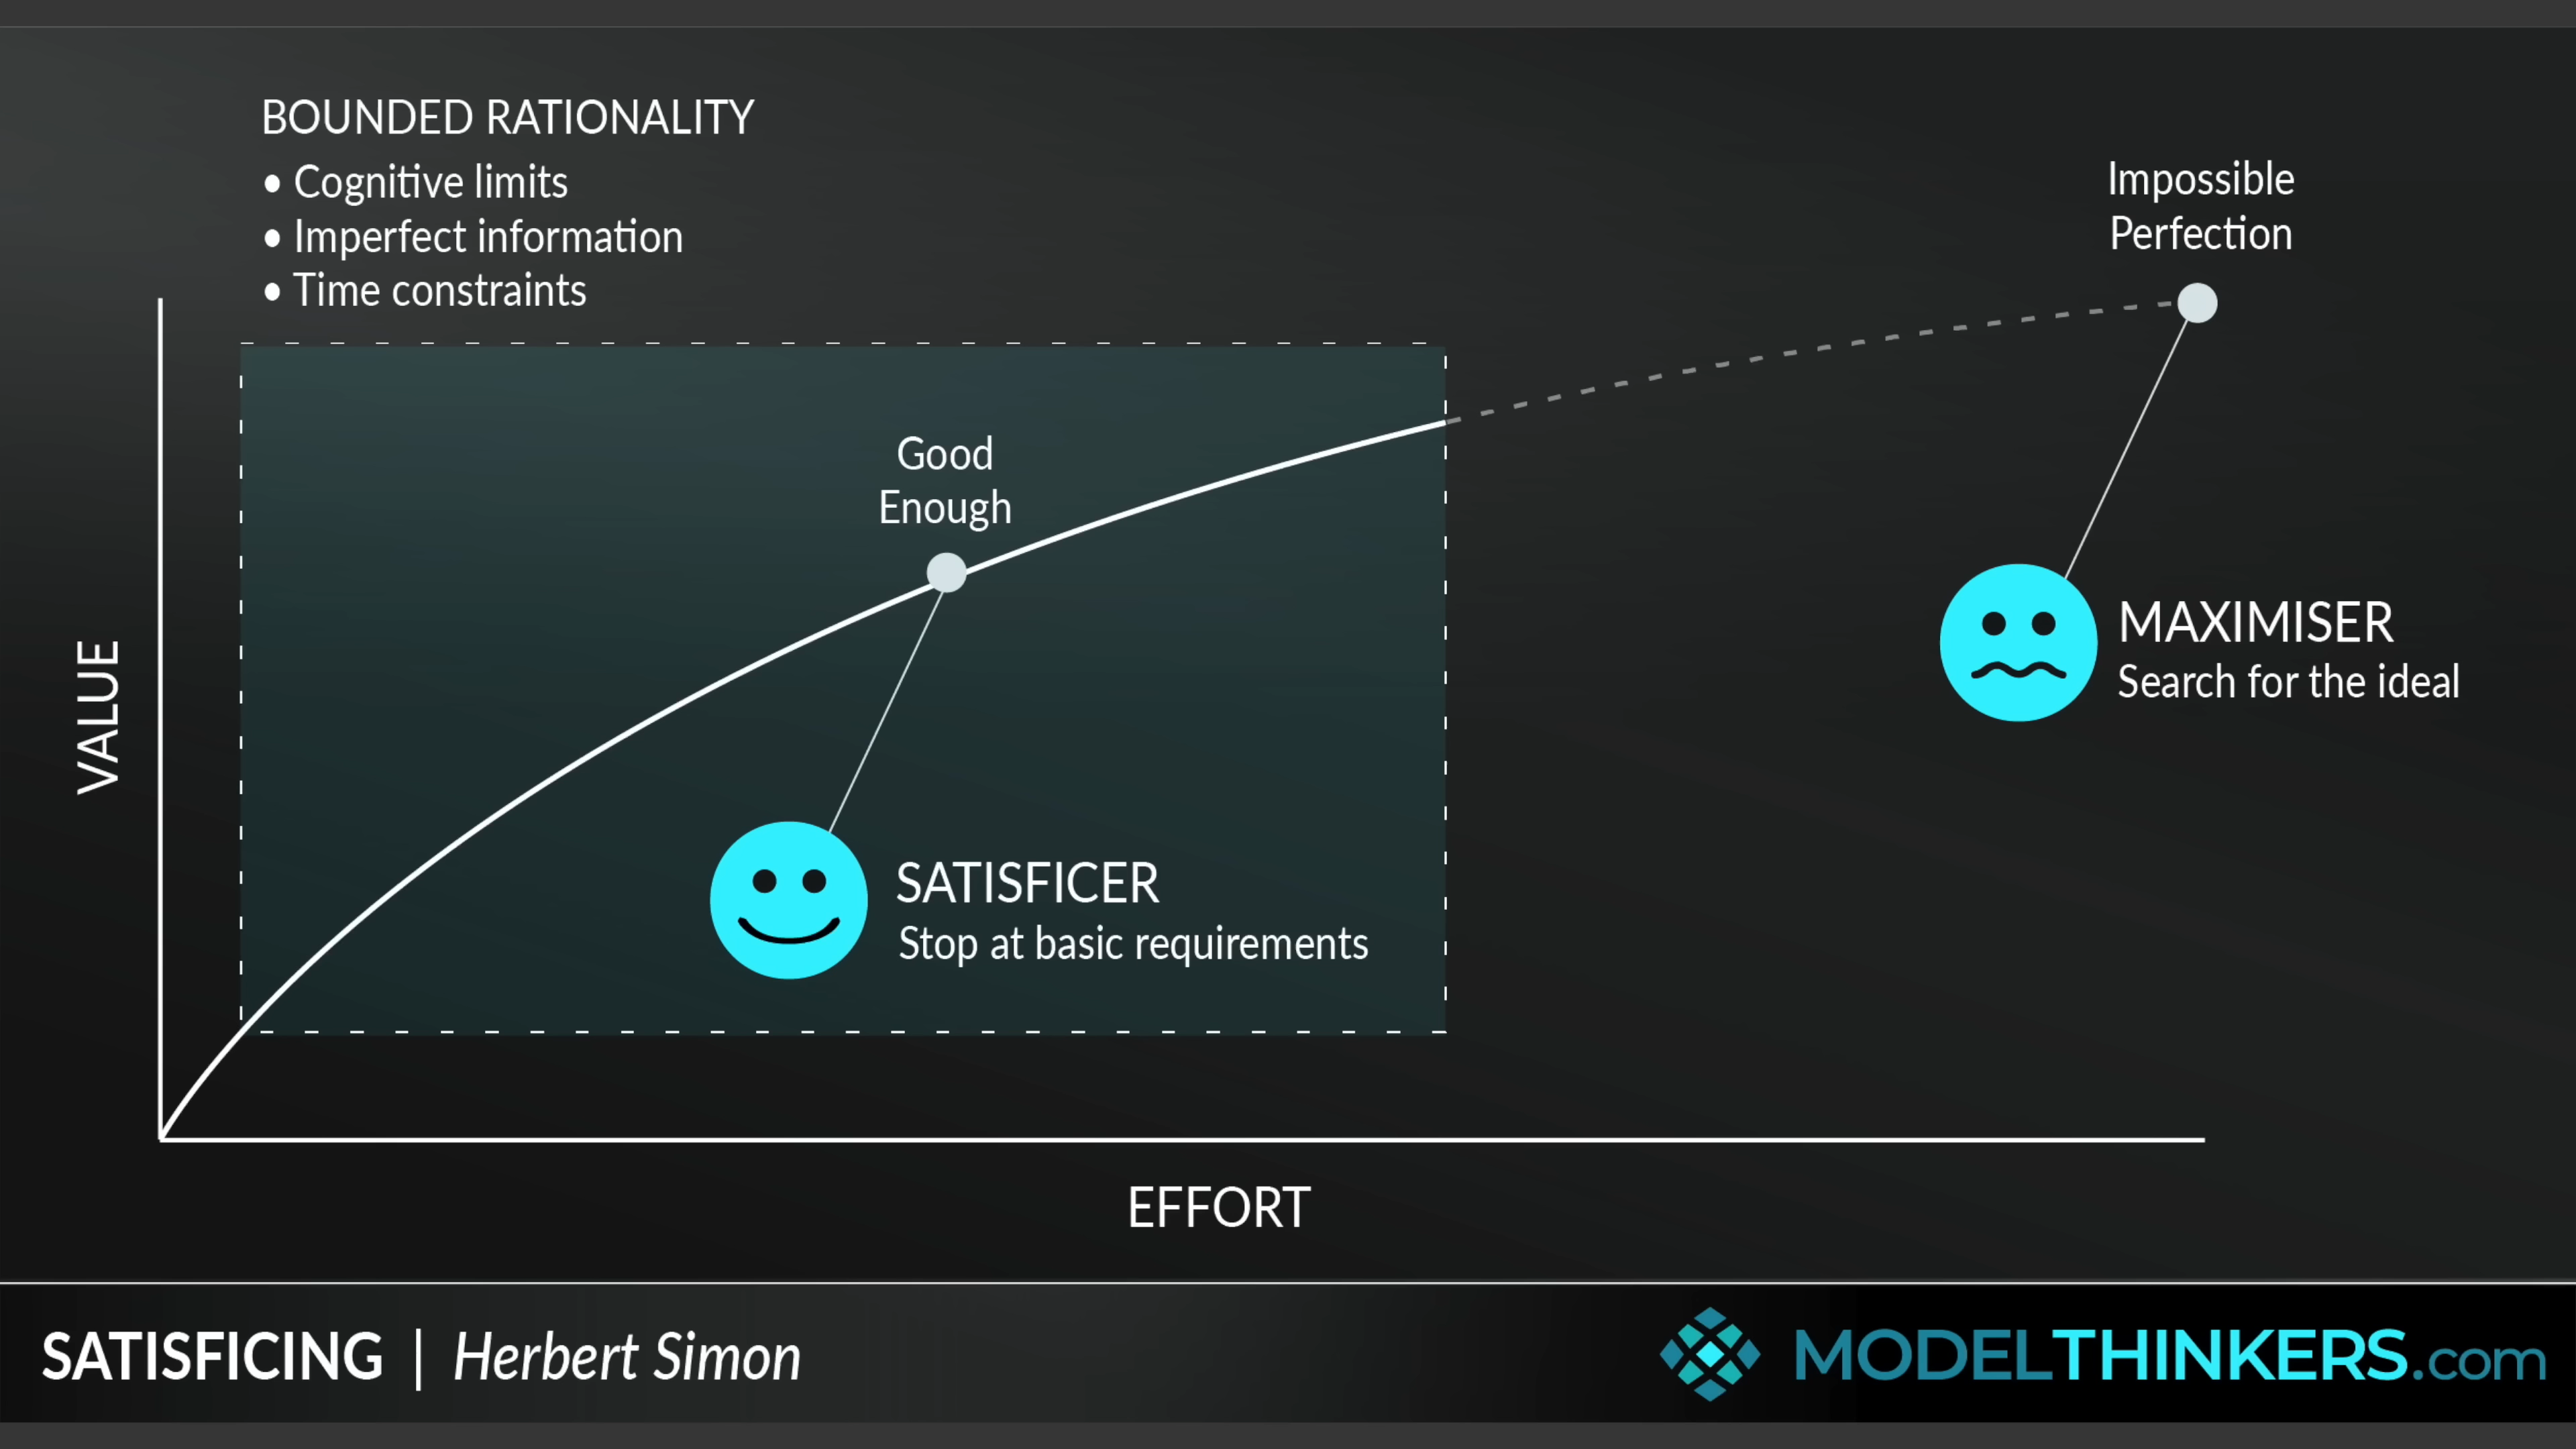 BOUNDED RATIONALITY
• Cognitive limits
• Imperfect information
• Time constraints
Impossible
Perfection
Good
Enough
MAXIMISER
Search for the ideal
VALUE
SATISFICER
Stop at basic requirements
EFFORT
SATISFICING | Herbert Simon
MODELTHINKERS.com